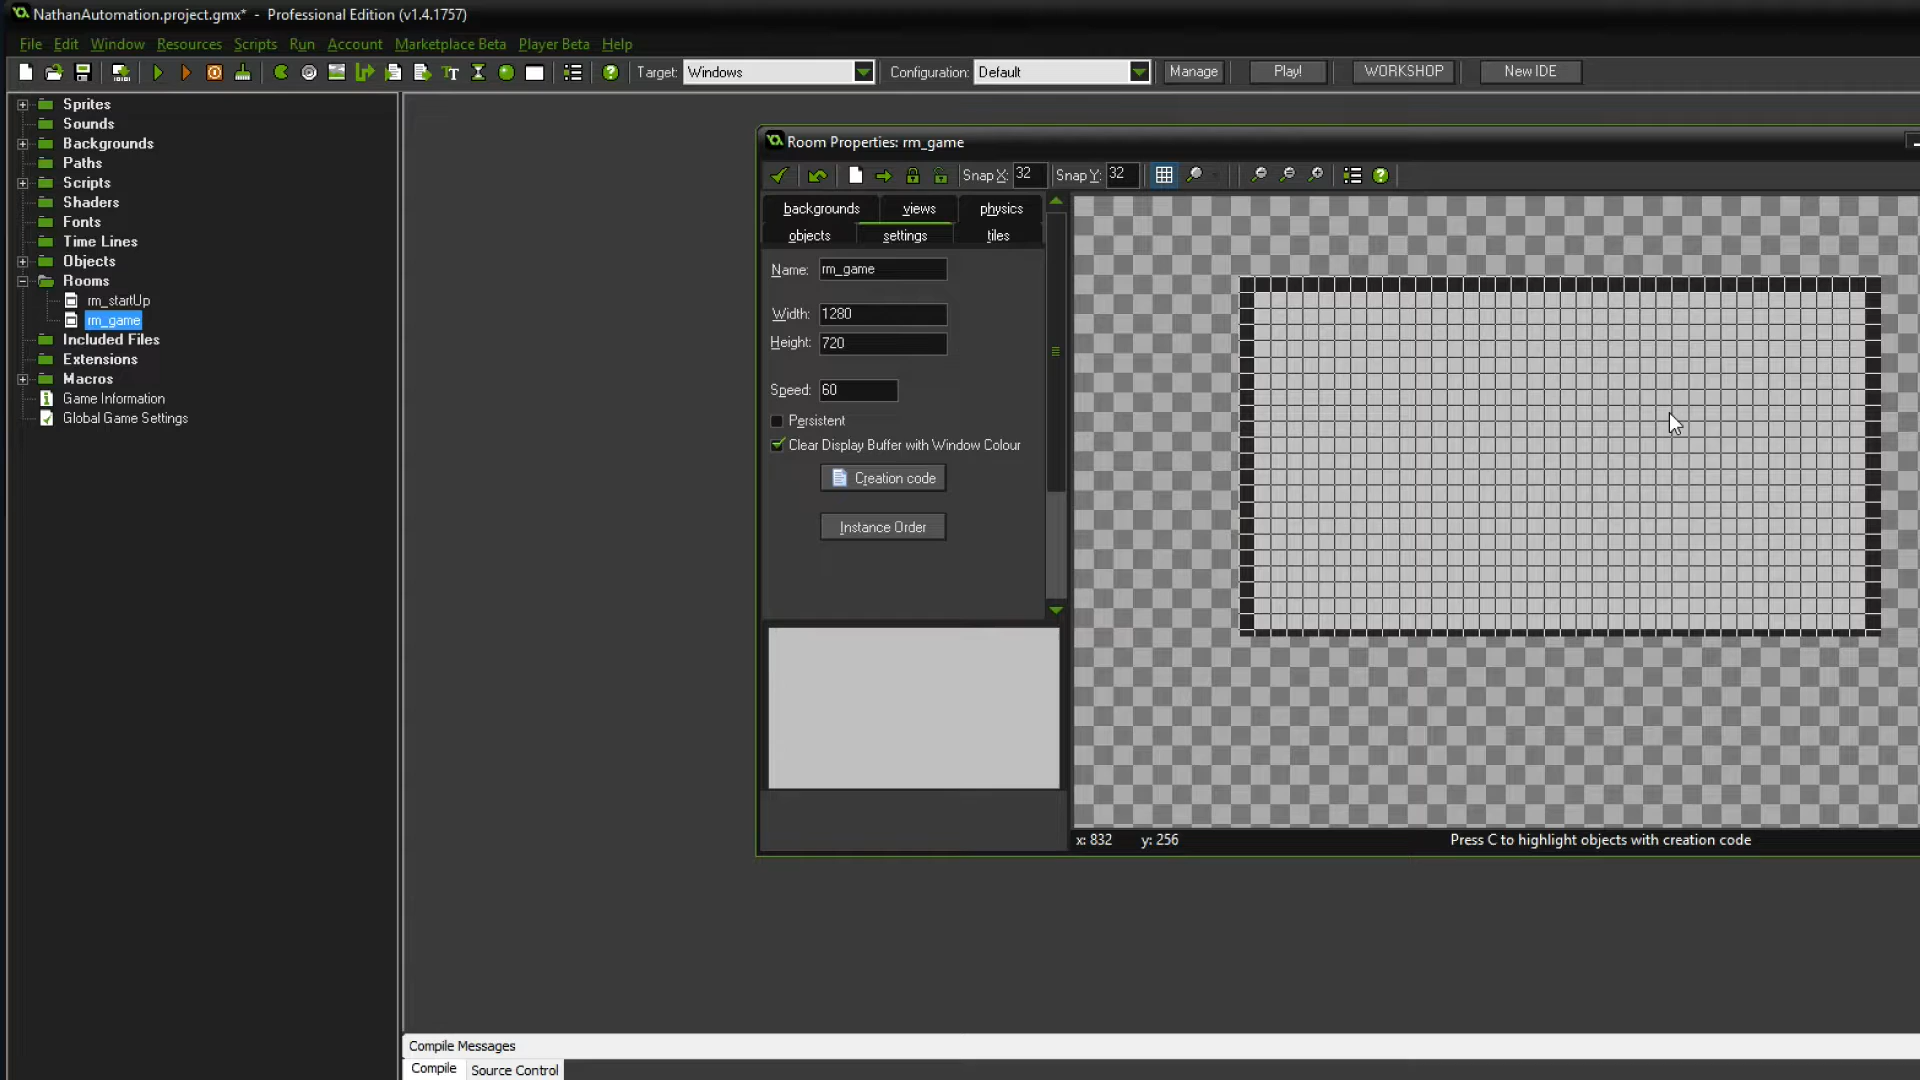 NathanAutomation.project.gmx* - Professional Edition (v1.4.1757)
File Edit Window Resources Scripts Run Account Marketplace Beta Player Beta Help
Target: Windows Configuration: Default Manage Play! WORKSHOP New IDE
Sprites
Sounds
Backgrounds
Paths
Scripts
Shaders
Fonts
Time Lines
Objects
Rooms
rm_startUp
rm_game
Included Files
Extensions
Macros
Game Information
Global Game Settings
Room Properties: rm_game
Snap X: 32 Snap Y: 32
backgrounds views physics
objects settings tiles
Name: rm_game
Width: 1280
Height: 720
Speed: 60
Persistent
Clear Display Buffer with Window Colour
Creation code
Instance Order
x: 832 y: 256 Press C to highlight objects with creation code
Compile Messages
Compile Source Control